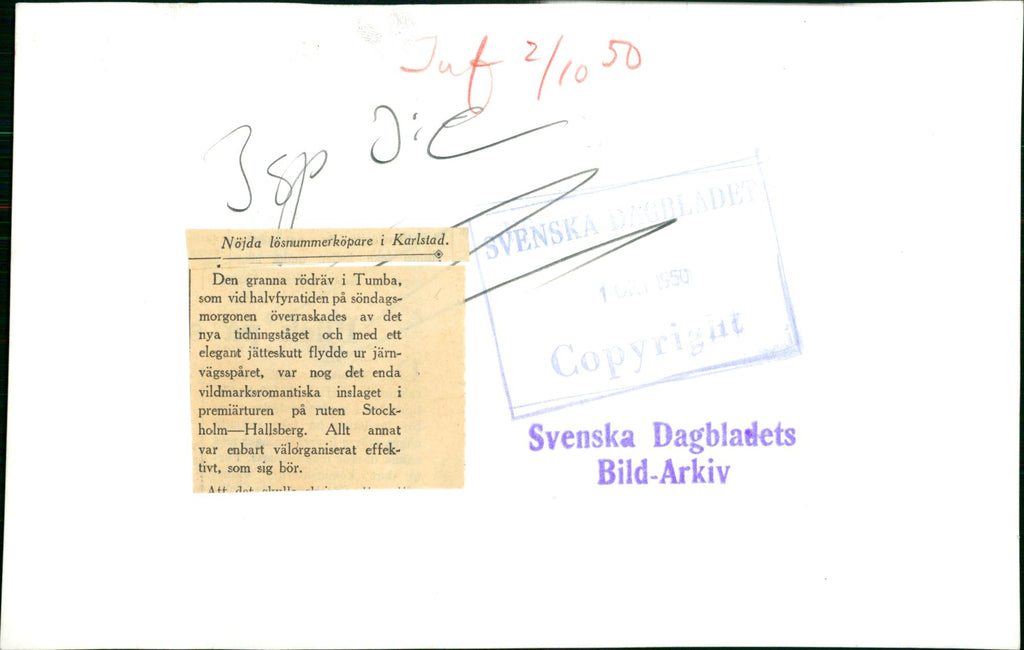 2/10 50
Nöjda lösnummerköpare i Karlstad.
Den granna rödräv i Tumba,
som vid halvfyratiden på söndags-
morgonen överraskades av det
nya tidningståget och med ett
elegant jätteskutt flydde ur järn-
vägsspåret, var nog det enda
vildmarksromantiska inslaget i
premiärturen på ruten Stock-
holm—Hallsberg. Allt annat
var enbart välorganiserat effek-
tivt, som sig bör.
Att det
SVENSKA DAGBLADET
1 OKT 1950
Copyright
Svenska Dagbladets
Bild-Arkiv